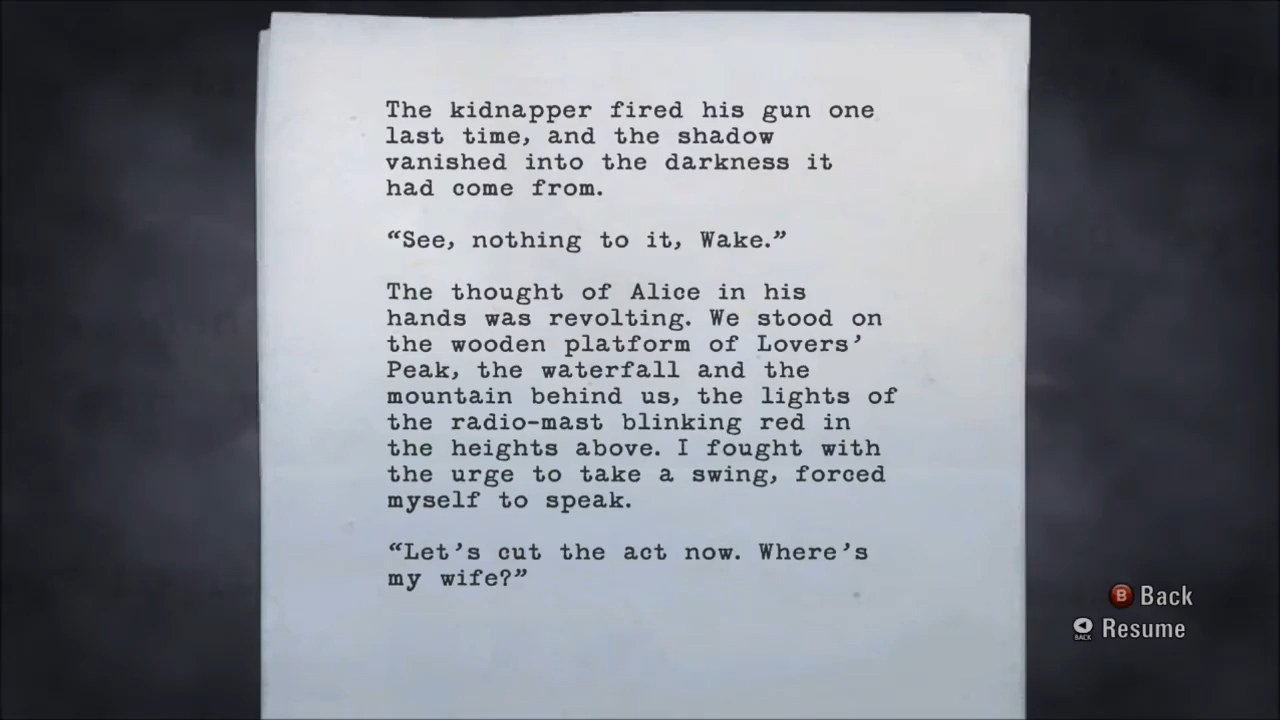 The kidnapper fired his gun one
last time, and the shadow
vanished into the darkness it
had come from.
“See, nothing to it, Wake.”
The thought of Alice in his
hands was revolting. We stood on
the wooden platform of Lovers’
Peak, the waterfall and the
mountain behind us, the lights of
the radio-mast blinking red in
the heights above. I fought with
the urge to take a swing, forced
myself to speak.
“Let’s cut the act now. Where’s
my wife?”
B Back
BACK Resume